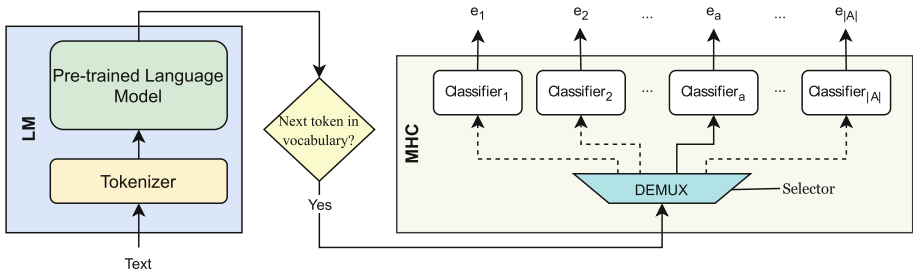 e1 e2 ... ea ... e|A|
Pre-trained Language
Model
LM
Tokenizer
Text
Next token in
vocabulary?
Yes
MHC
Classifier1 Classifier2 ... Classifiera ... Classifier|A|
DEMUX
Selector